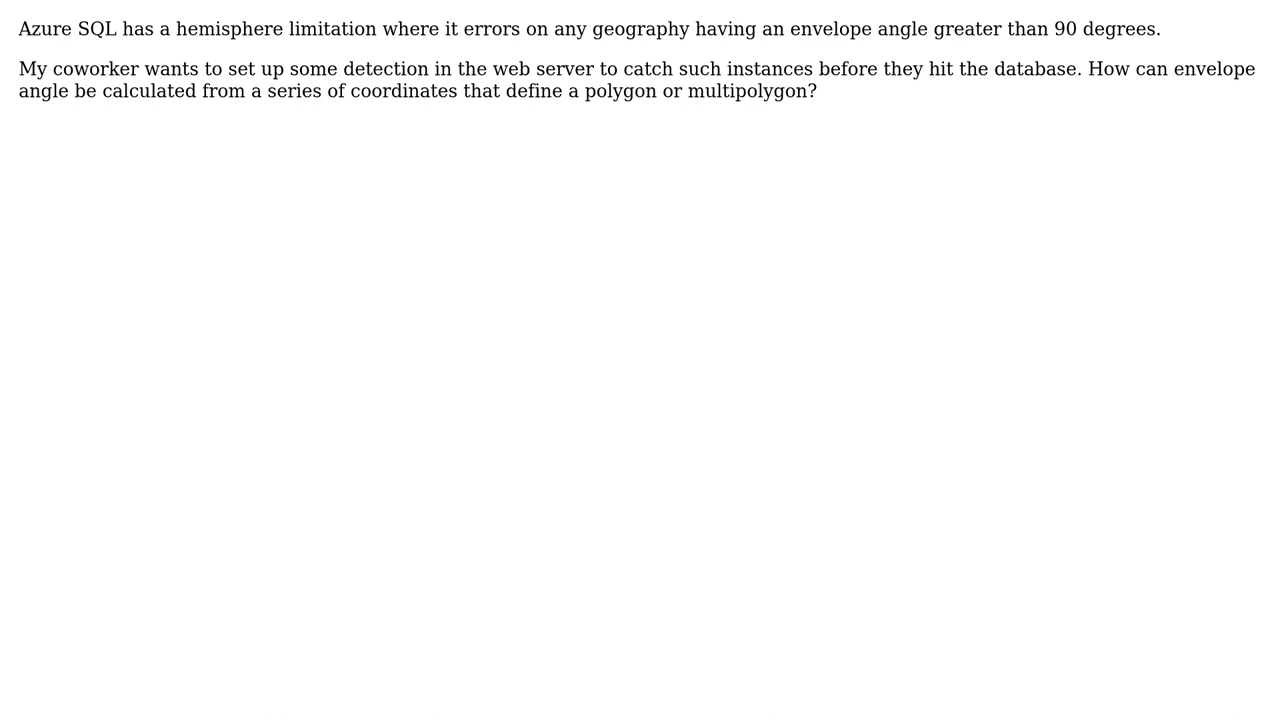 Azure SQL has a hemisphere limitation where it errors on any geography having an envelope angle greater than 90 degrees.
My coworker wants to set up some detection in the web server to catch such instances before they hit the database. How can envelope
angle be calculated from a series of coordinates that define a polygon or multipolygon?